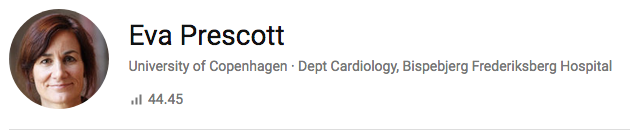 Eva Prescott
University of Copenhagen · Dept Cardiology, Bispebjerg Frederiksberg Hospital
44.45